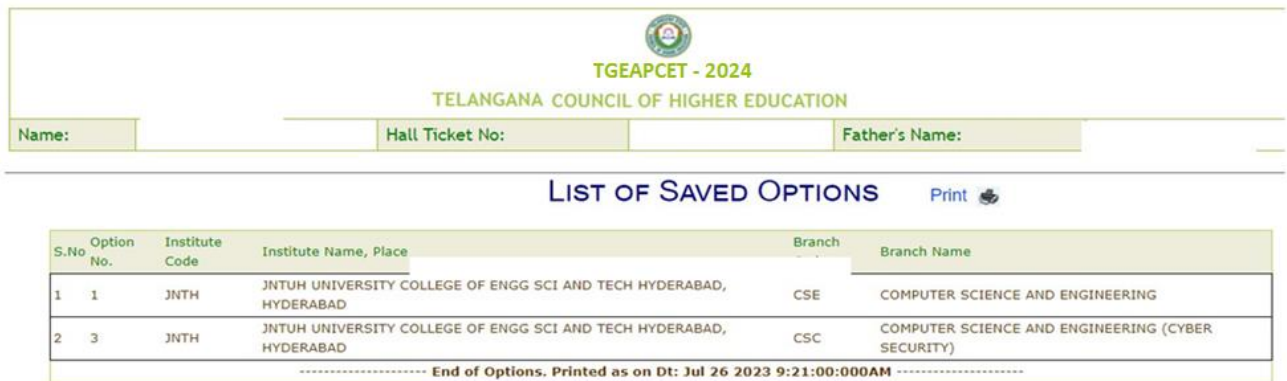 TGEAPCET - 2024
TELANGANA COUNCIL OF HIGHER EDUCATION
Name: Hall Ticket No: Father's Name:
LIST OF SAVED OPTIONS Print
S.No Option No. Institute Code Institute Name, Place Branch Branch Name
1 1 JNTH JNTUH UNIVERSITY COLLEGE OF ENGG SCI AND TECH HYDERABAD, HYDERABAD CSE COMPUTER SCIENCE AND ENGINEERING
2 3 JNTH JNTUH UNIVERSITY COLLEGE OF ENGG SCI AND TECH HYDERABAD, HYDERABAD CSC COMPUTER SCIENCE AND ENGINEERING (CYBER SECURITY)
-------------------- End of Options. Printed as on Dt: Jul 26 2023 9:21:00:000AM --------------------